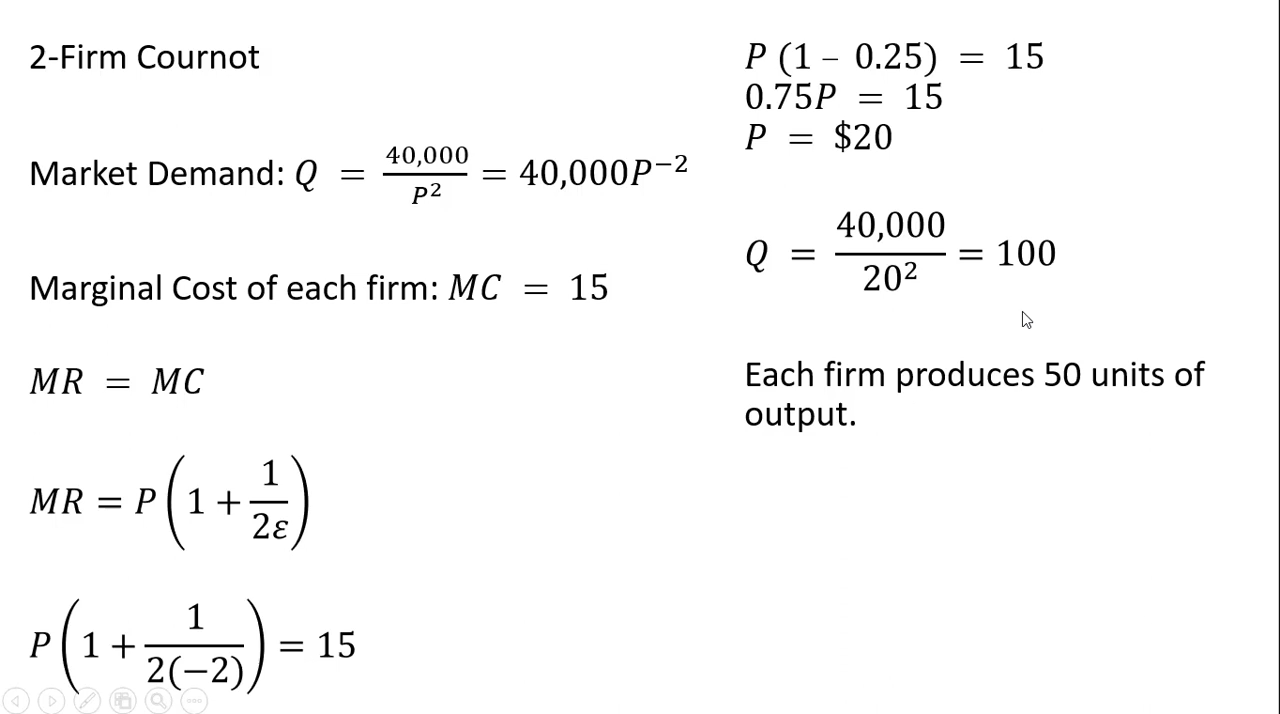 2-Firm Cournot
Market Demand: Q = 40,000/P² = 40,000P⁻²
Marginal Cost of each firm: MC = 15
MR = MC
MR = P(1 + 1/2ε)
P(1 + 1/2(−2)) = 15
P (1 – 0.25) = 15
0.75P = 15
P = $20
Q = 40,000/20² = 100
Each firm produces 50 units of
output.